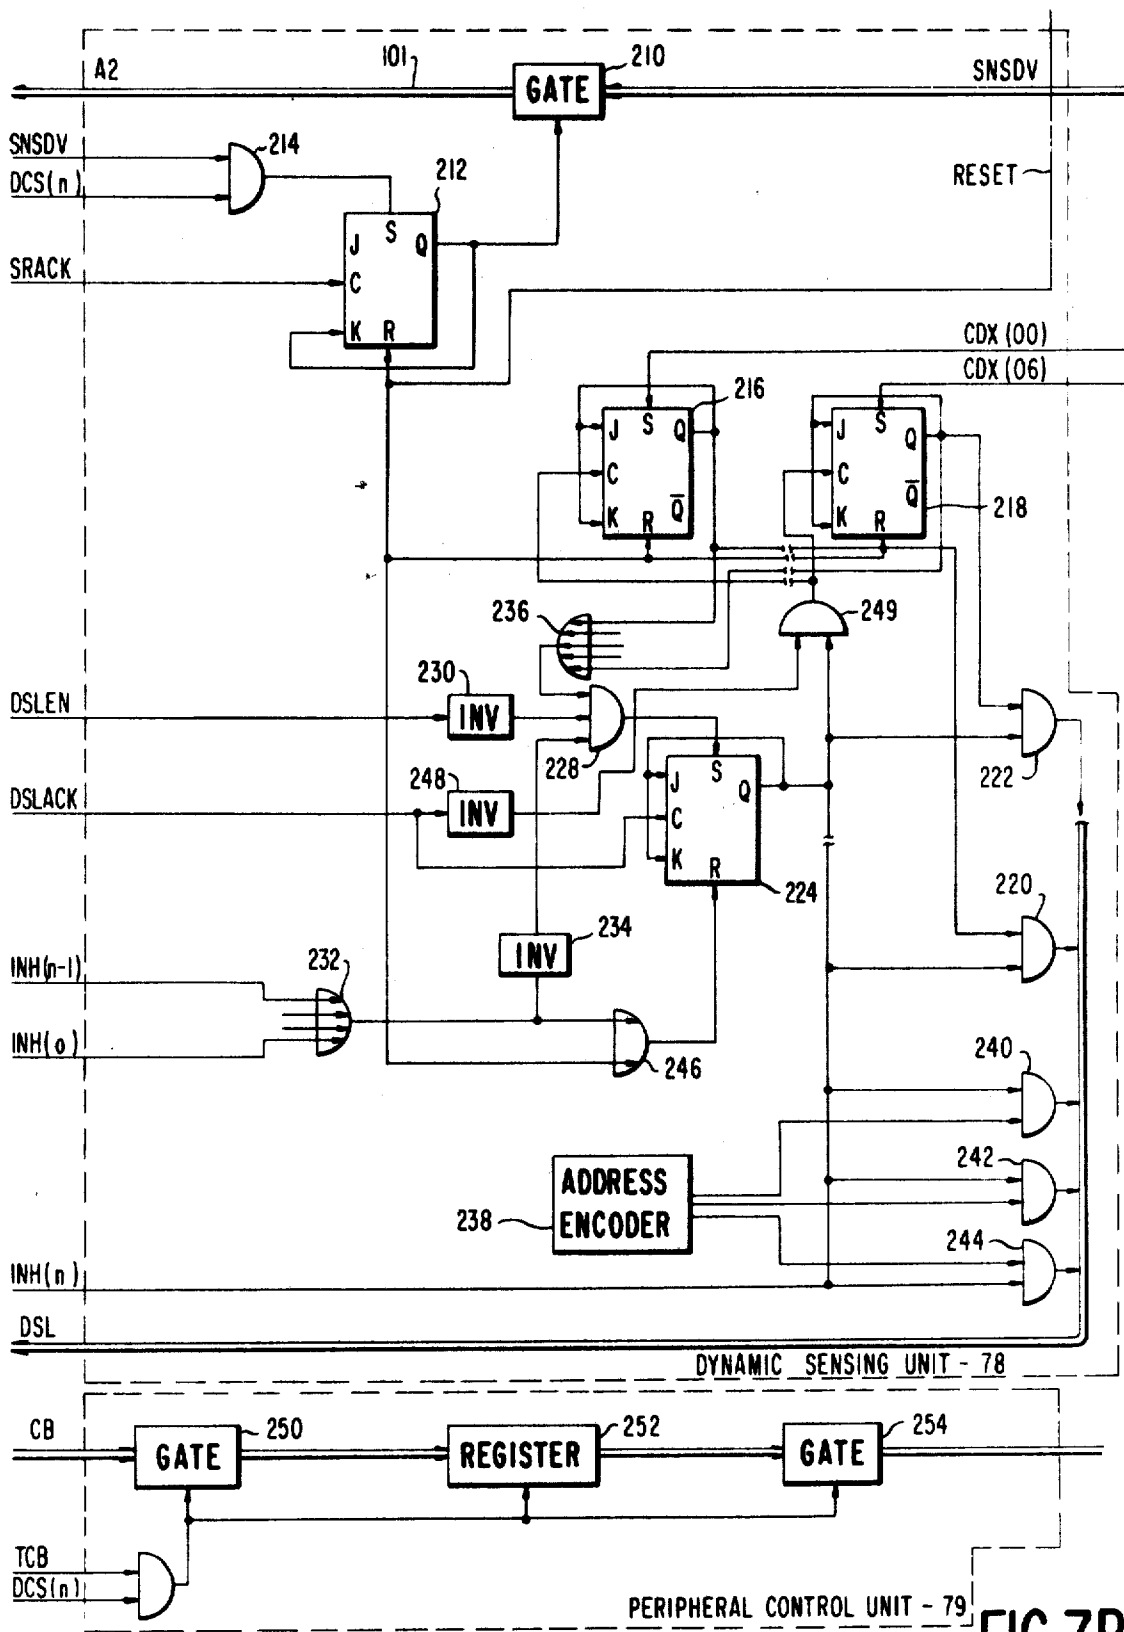 A2
101
GATE
210
SNSDV
SNSDV
DCS(n)
214
212
RESET
SRACK
J
S
Q
C
K
R
CDX (00)
CDX (06)
216
J
S
Q
C
K
R
Q̅
J
S
Q
C
K
R
Q̅
218
236
249
230
DSLEN
INV
228
222
248
DSLACK
INV
J
S
Q
C
K
R
224
220
234
INV
INH(n-1)
232
INH(0)
246
240
ADDRESS
ENCODER
238
242
244
INH(n)
DSL
DYNAMIC SENSING UNIT - 78
CB
GATE
250
REGISTER
252
GATE
254
TCB
DCS(n)
PERIPHERAL CONTROL UNIT - 79